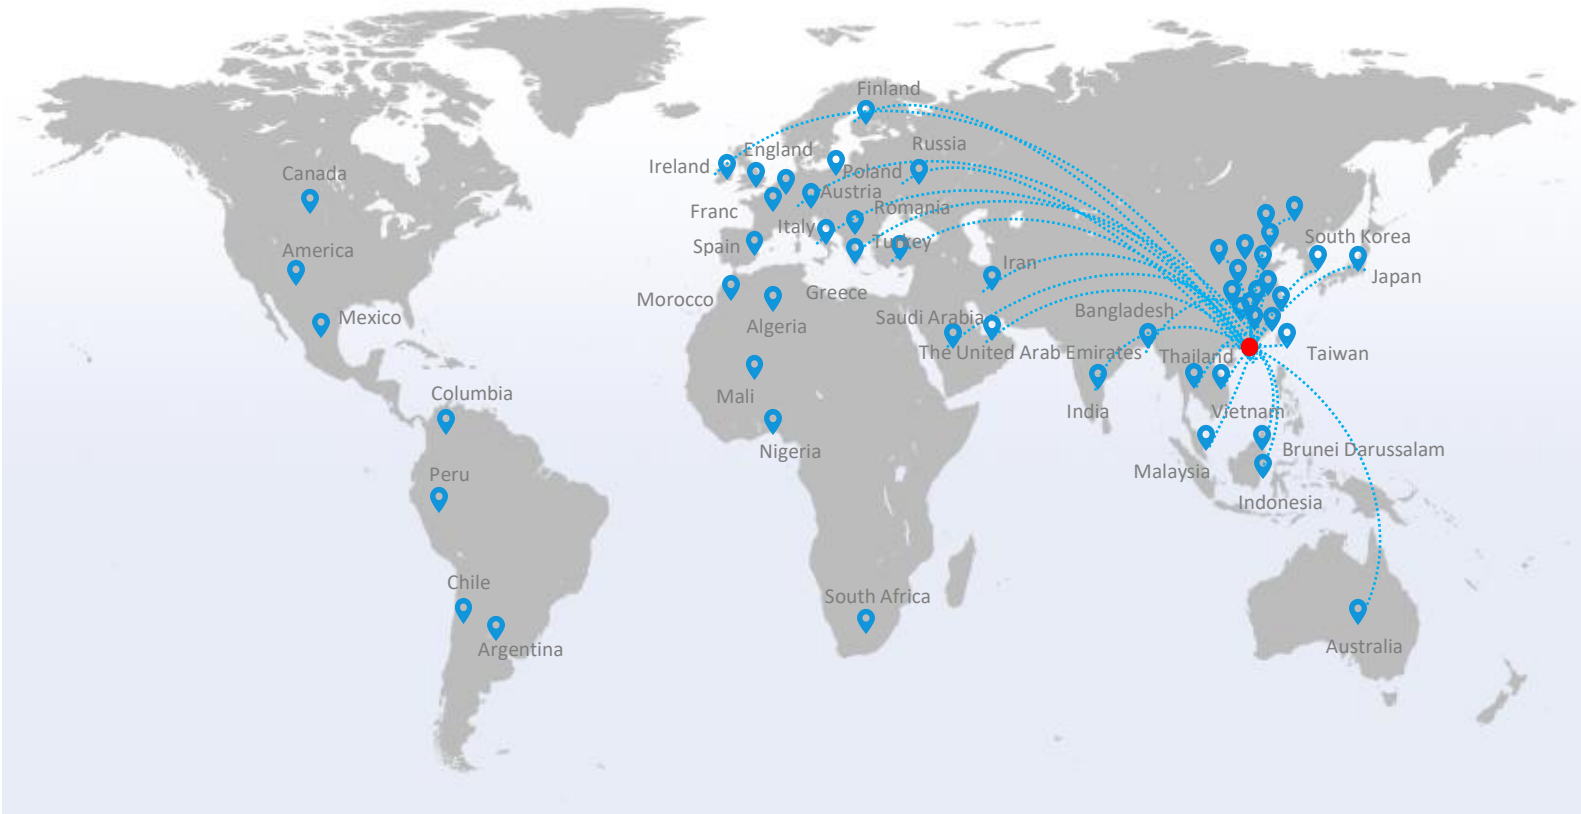 Finland
England
Russia
Ireland
Poland
Canada
Austria
Franc
Romania
Italy
Spain
Turkey
South Korea
America
Iran
Japan
Morocco
Greece
Mexico
Algeria
Saudi Arabia
Bangladesh
The United Arab Emirates
Thailand
Taiwan
Mali
Columbia
India
Vietnam
Nigeria
Brunei Darussalam
Peru
Malaysia
Indonesia
Chile
South Africa
Argentina
Australia